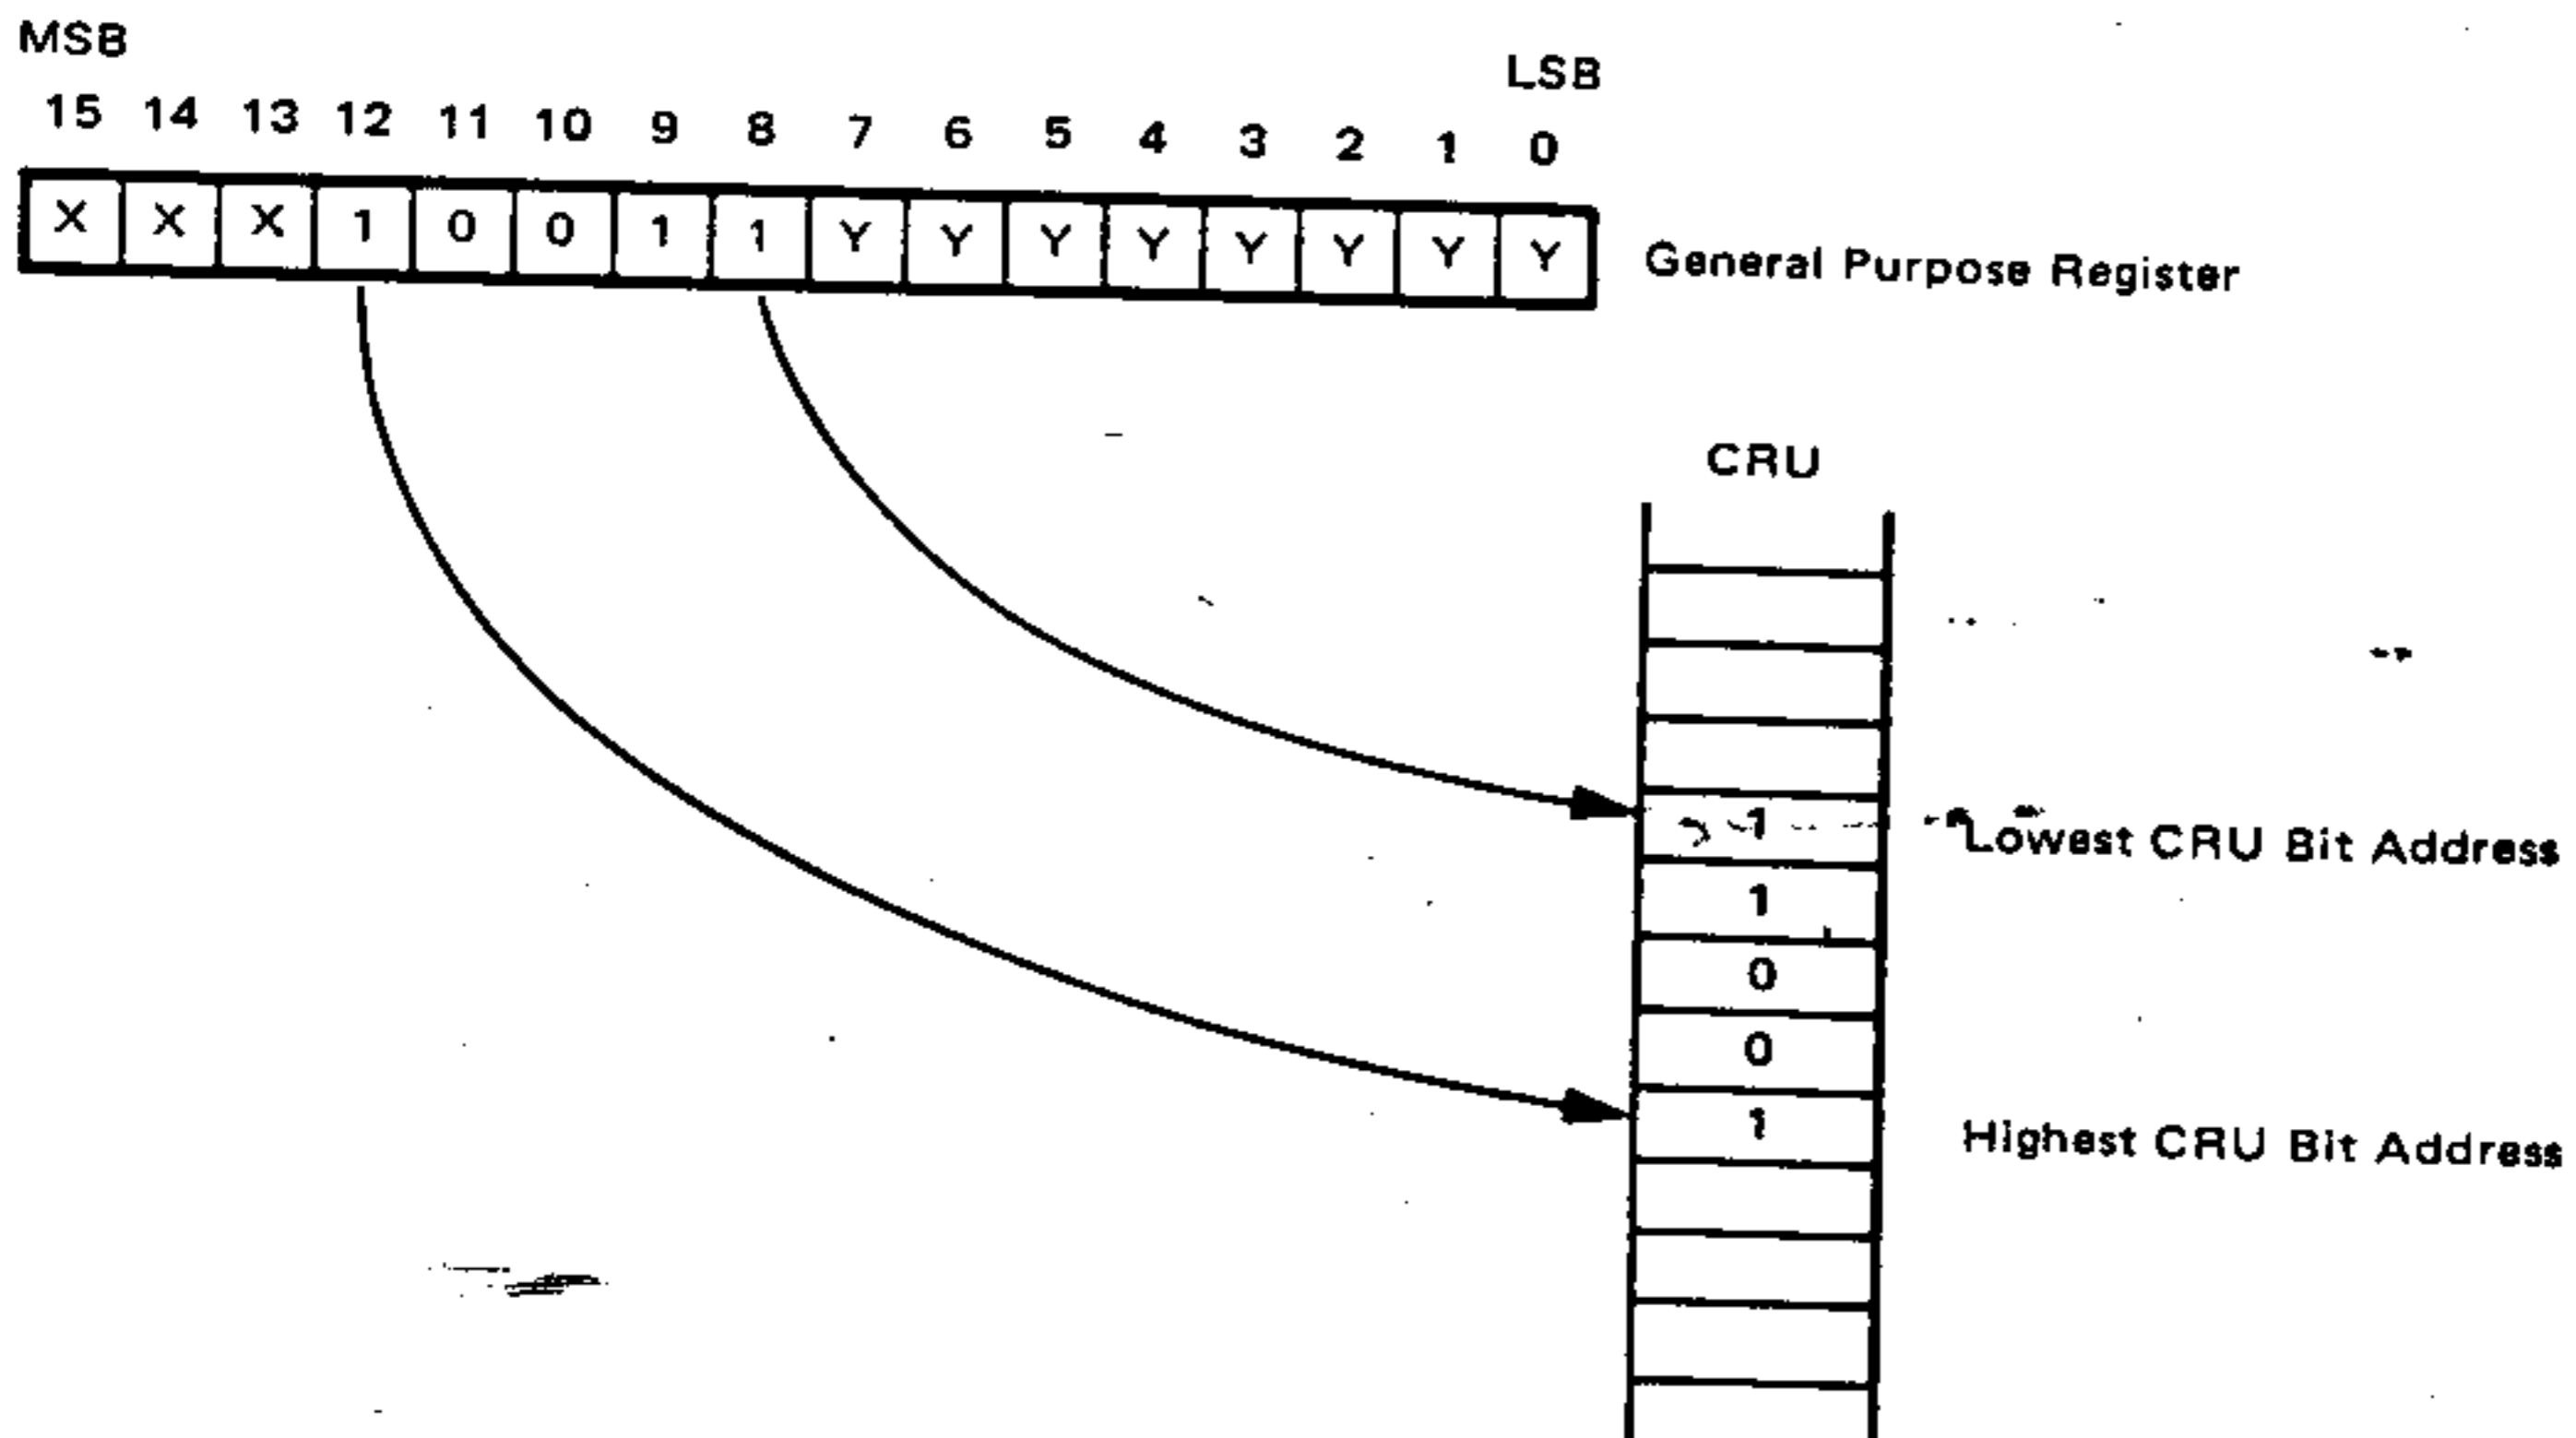 MSB
LSB
15 14 13 12 11 10 9 8 7 6 5 4 3 2 1 0
X X X 1 0 0 1 1 Y Y Y Y Y Y Y Y
General Purpose Register
CRU
1
Lowest CRU Bit Address
1
0
0
1
Highest CRU Bit Address